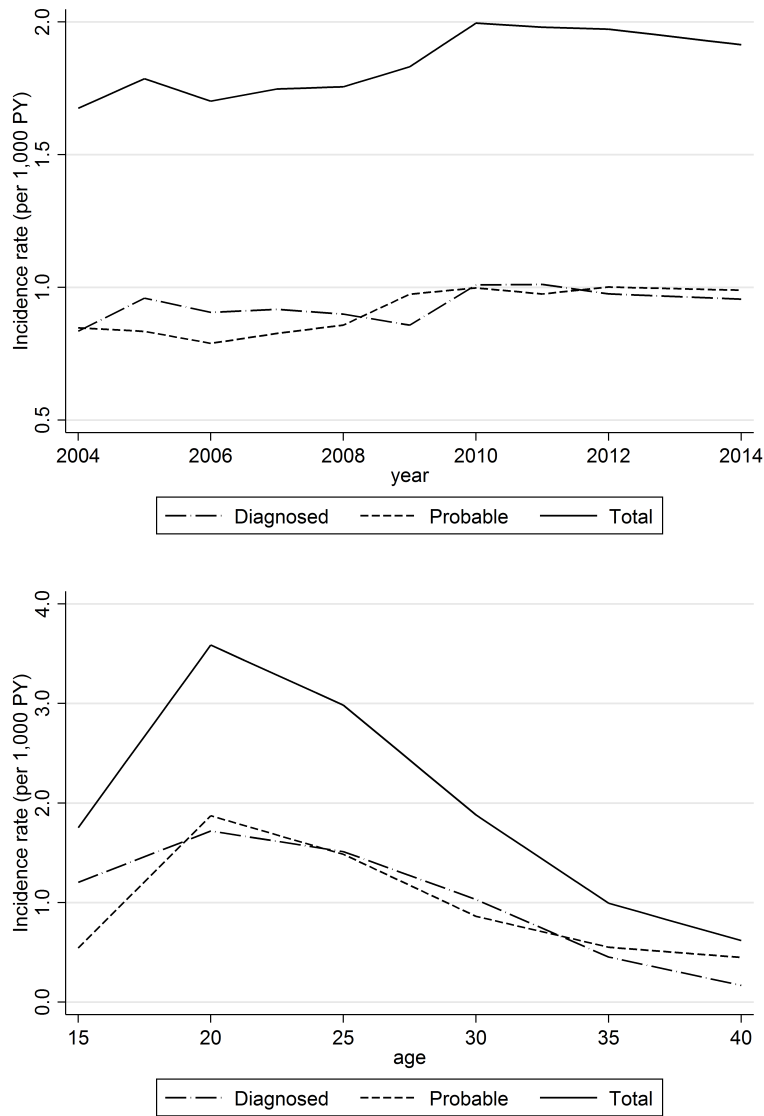 Incidence rate (per 1,000 PY)
2.0
1.5
1.0
0.5
2004 2006 2008 2010 2012 2014
year
Diagnosed Probable Total
Incidence rate (per 1,000 PY)
4.0
3.0
2.0
1.0
0.0
15 20 25 30 35 40
age
Diagnosed Probable Total